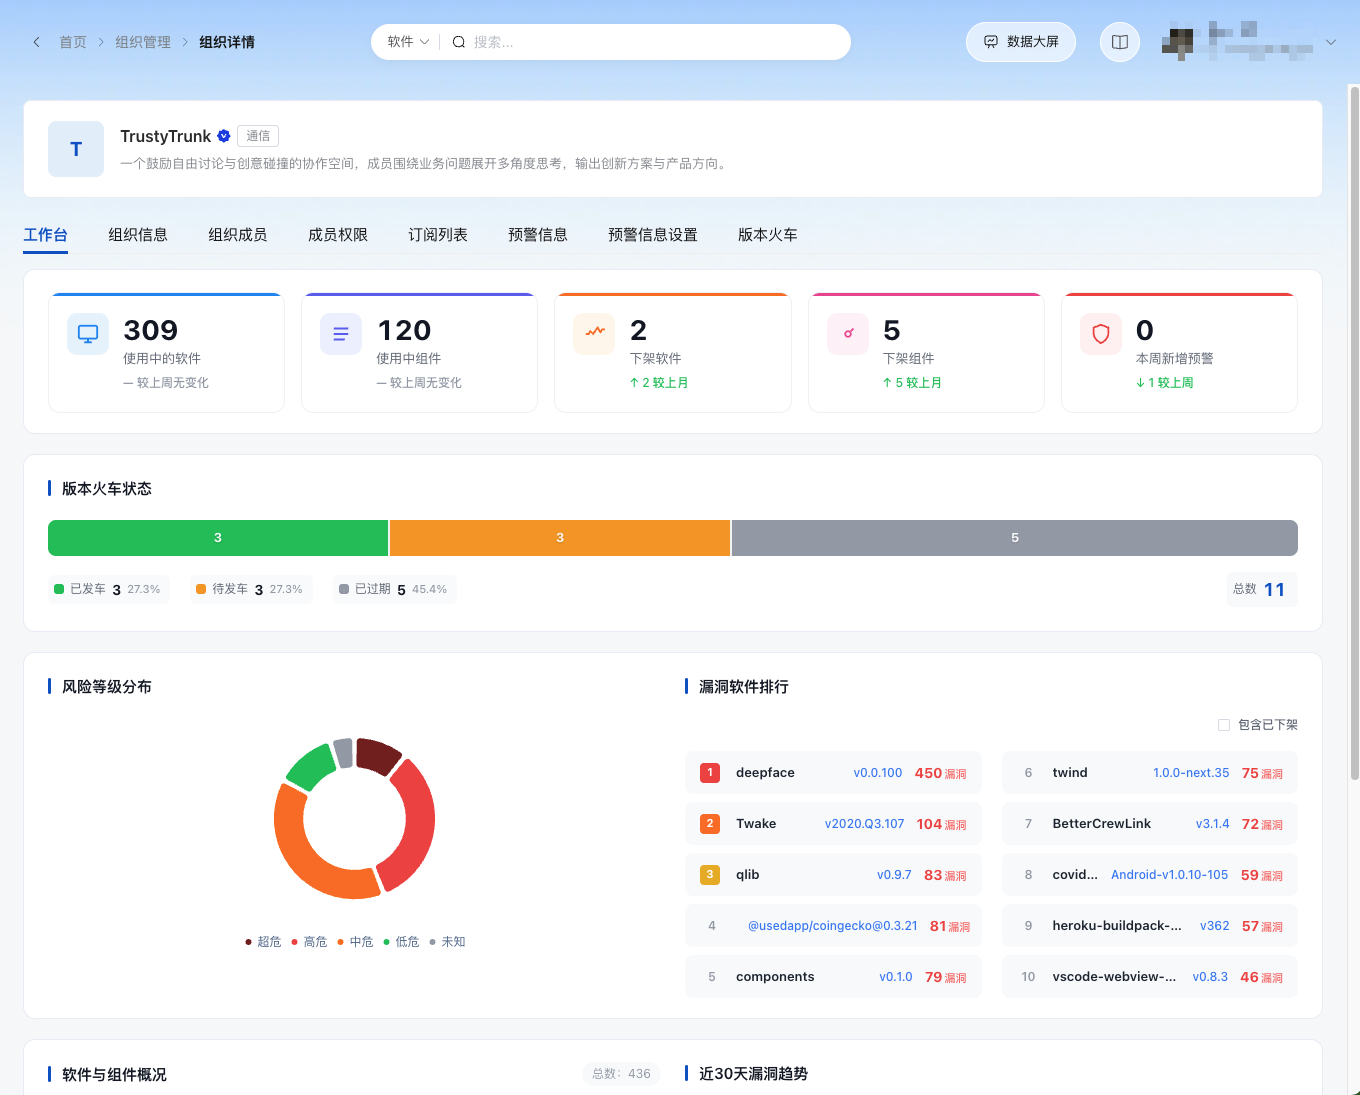 首页 > 组织管理 > 组织详情
软件
搜索...
数据大屏
T
TrustyTrunk 通信
一个鼓励自由讨论与创意碰撞的协作空间，成员围绕业务问题展开多角度思考，输出创新方案与产品方向。
工作台 组织信息 组织成员 成员权限 订阅列表 预警信息 预警信息设置 版本火车
309
使用中的软件
— 较上周无变化
120
使用中组件
— 较上周无变化
2
下架软件
↑ 2 较上月
5
下架组件
↑ 5 较上月
0
本周新增预警
↓ 1 较上周
版本火车状态
3 3 5
已发车 3 27.3% 待发车 3 27.3% 已过期 5 45.4% 总数 11
风险等级分布
超危 高危 中危 低危 未知
漏洞软件排行
包含已下架
1 deepface v0.0.100 450 漏洞
2 Twake v2020.Q3.107 104 漏洞
3 qlib v0.9.7 83 漏洞
4 @usedapp/coingecko@0.3.21 81 漏洞
5 components v0.1.0 79 漏洞
6 twind 1.0.0-next.35 75 漏洞
7 BetterCrewLink v3.1.4 72 漏洞
8 covid... Android-v1.0.10-105 59 漏洞
9 heroku-buildpack-... v362 57 漏洞
10 vscode-webview-... v0.8.3 46 漏洞
软件与组件概况 总数：436
近30天漏洞趋势